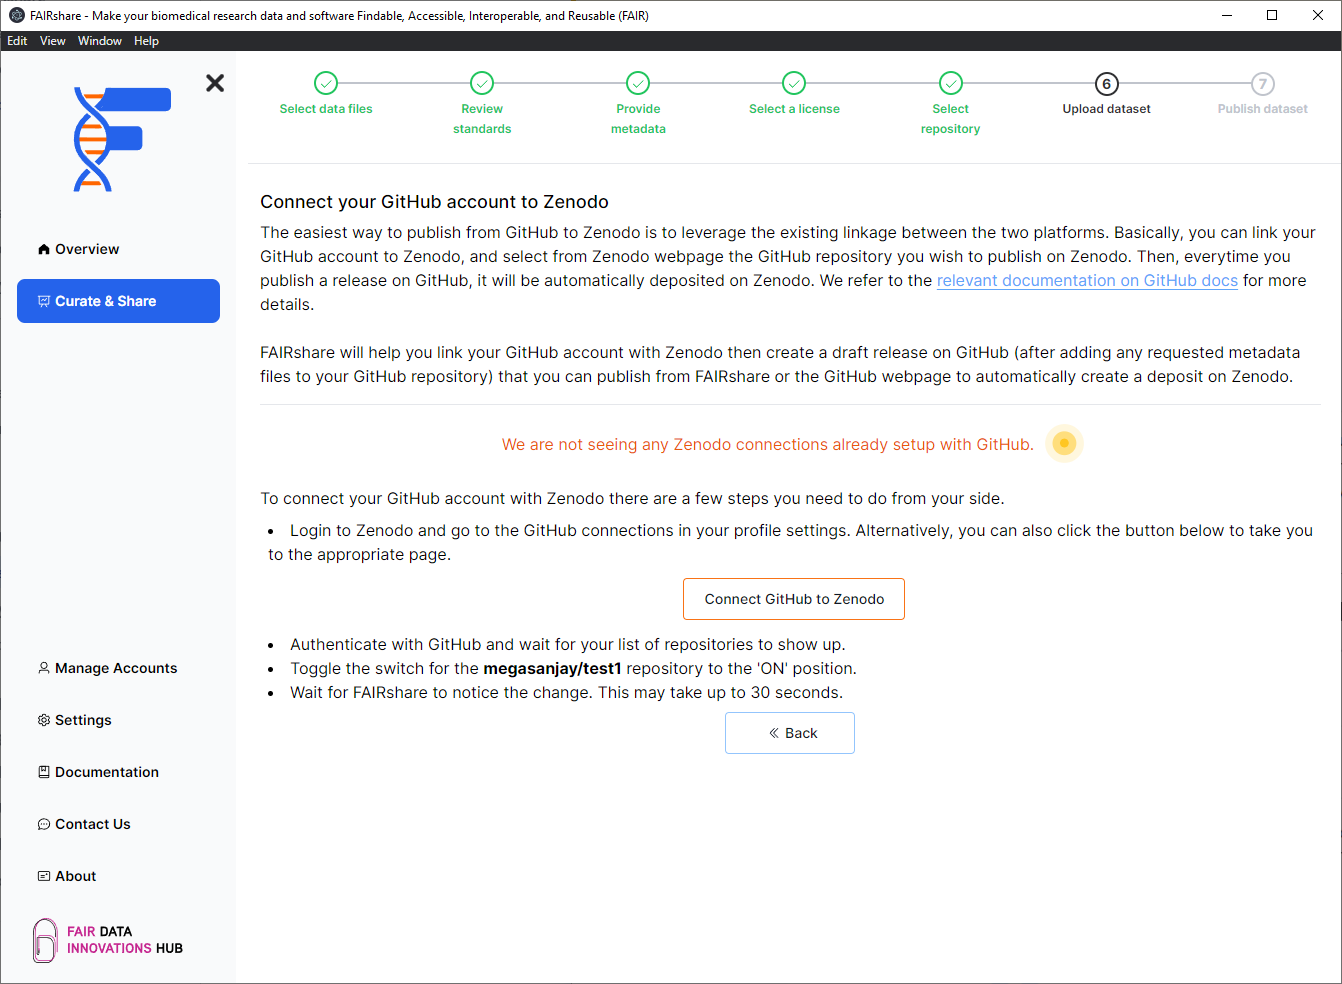 FAIRshare - Make your biomedical research data and software Findable, Accessible, Interoperable, and Reusable (FAIR)
Edit View Window Help
Select data files
Review
standards
Provide
metadata
Select a license
Select
repository
6
Upload dataset
7
Publish dataset
Overview
Curate & Share
Manage Accounts
Settings
Documentation
Contact Us
About
FAIR DATA
INNOVATIONS HUB
Connect your GitHub account to Zenodo
The easiest way to publish from GitHub to Zenodo is to leverage the existing linkage between the two platforms. Basically, you can link your
GitHub account to Zenodo, and select from Zenodo webpage the GitHub repository you wish to publish on Zenodo. Then, everytime you
publish a release on GitHub, it will be automatically deposited on Zenodo. We refer to the relevant documentation on GitHub docs for more
details.
FAIRshare will help you link your GitHub account with Zenodo then create a draft release on GitHub (after adding any requested metadata
files to your GitHub repository) that you can publish from FAIRshare or the GitHub webpage to automatically create a deposit on Zenodo.
We are not seeing any Zenodo connections already setup with GitHub.
To connect your GitHub account with Zenodo there are a few steps you need to do from your side.
• Login to Zenodo and go to the GitHub connections in your profile settings. Alternatively, you can also click the button below to take you
to the appropriate page.
Connect GitHub to Zenodo
• Authenticate with GitHub and wait for your list of repositories to show up.
• Toggle the switch for the megasanjay/test1 repository to the 'ON' position.
• Wait for FAIRshare to notice the change. This may take up to 30 seconds.
« Back